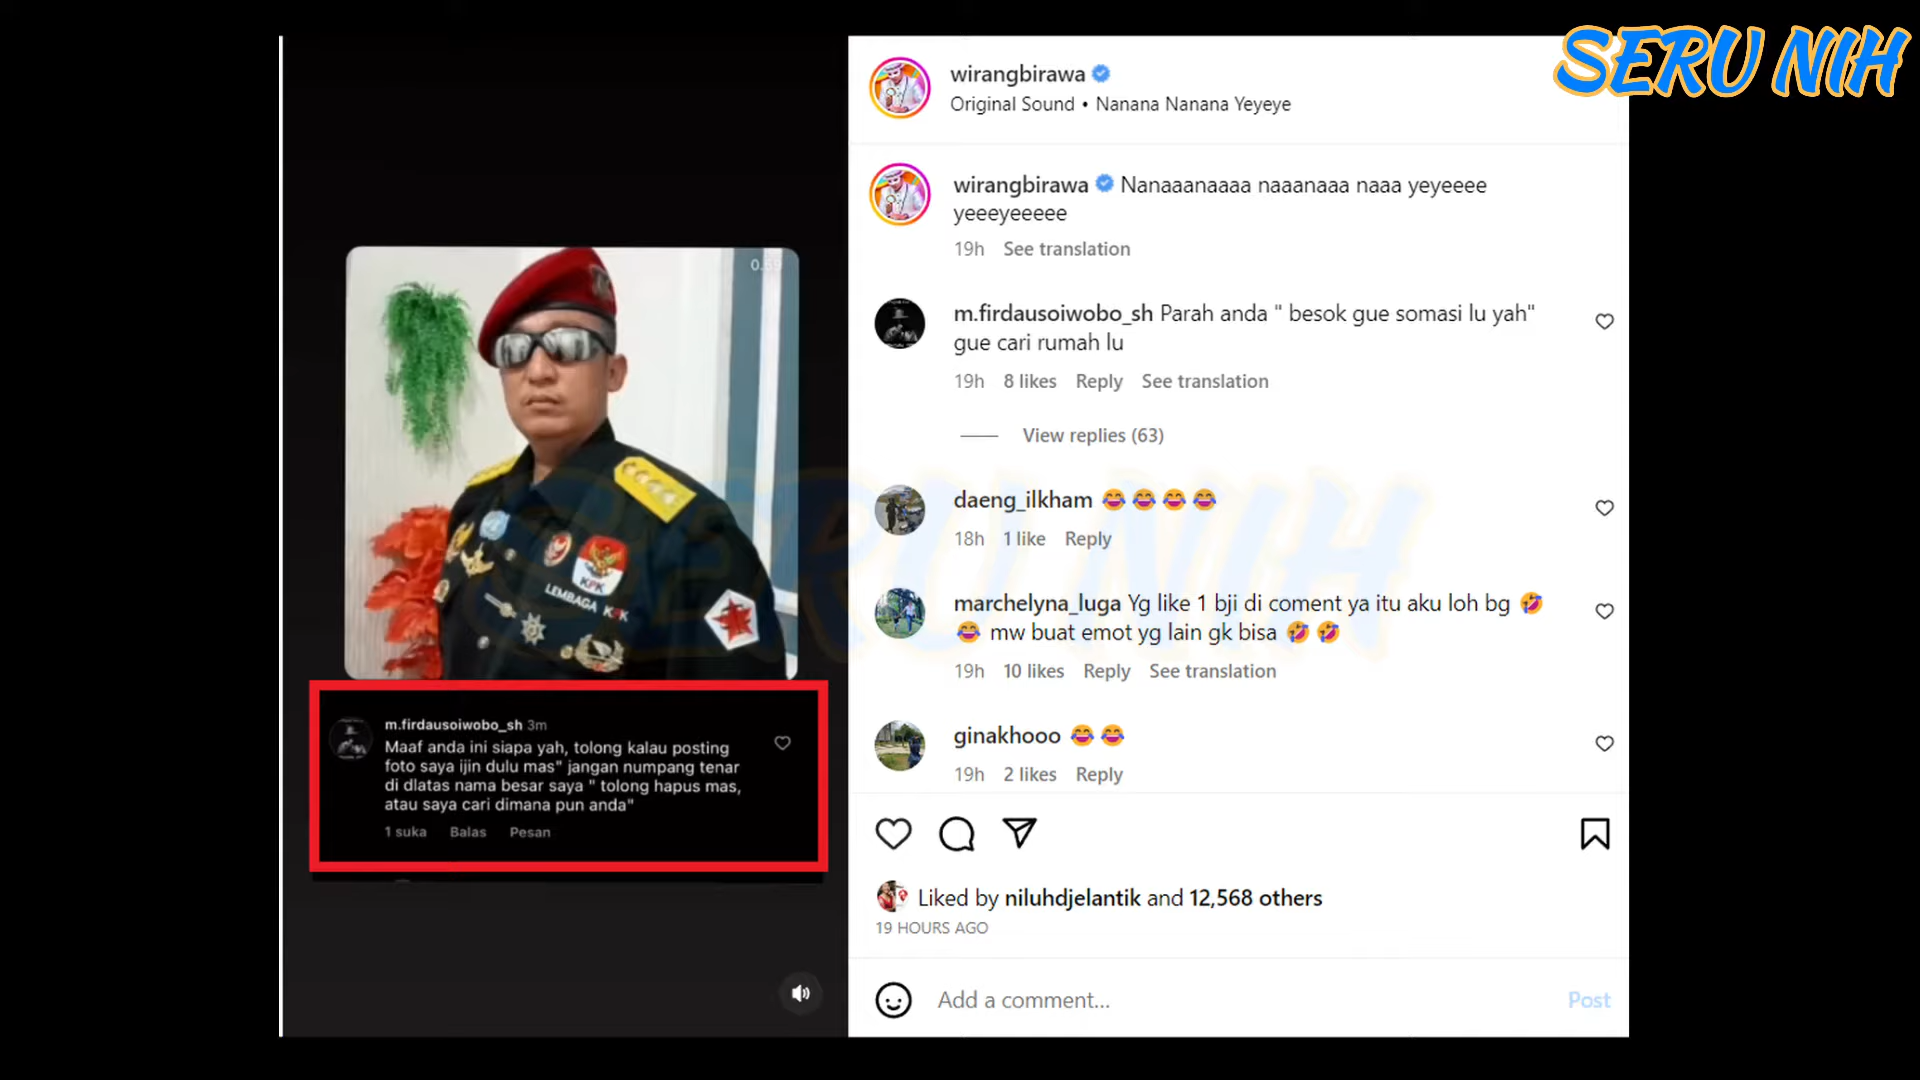 SERU NIH
wirangbirawa
Original Sound • Nanana Nanana Yeyeye
wirangbirawa Nanaaanaaaa naaanaaa naaa yeyeeee
yeeeyeeeee
19h See translation
m.firdausoiwobo_sh Parah anda " besok gue somasi lu yah"
gue cari rumah lu
19h 8 likes Reply See translation
View replies (63)
daeng_ilkham 😂😂😂😂
18h 1 like Reply
marchelyna_luga Yg like 1 bji di coment ya itu aku loh bg 🤣
😂 mw buat emot yg lain gk bisa 🤣🤣
19h 10 likes Reply See translation
ginakhooo 😂😂
19h 2 likes Reply
Liked by niluhdjelantik and 12,568 others
19 HOURS AGO
Add a comment...
Post
KPK
LEMBAGA KPK
m.firdausoiwobo_sh 3m
Maaf anda ini siapa yah, tolong kalau posting
foto saya ijin dulu mas" jangan numpang tenar
di dlatas nama besar saya " tolong hapus mas,
atau saya cari dimana pun anda"
1 suka Balas Pesan
SERU NIH